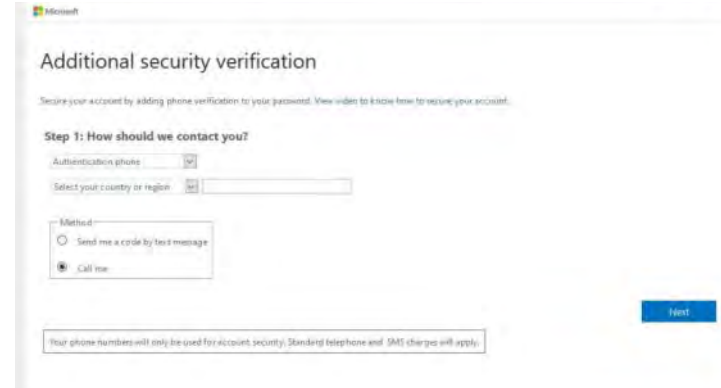 Microsoft
Additional security verification
Secure your account by adding phone verification to your password. View video to know how to secure your account.
Step 1: How should we contact you?
Authentication phone
Select your country or region
Method
Send me a code by text message
Call me
Next
Your phone numbers will only be used for account security. Standard telephone and SMS charges will apply.